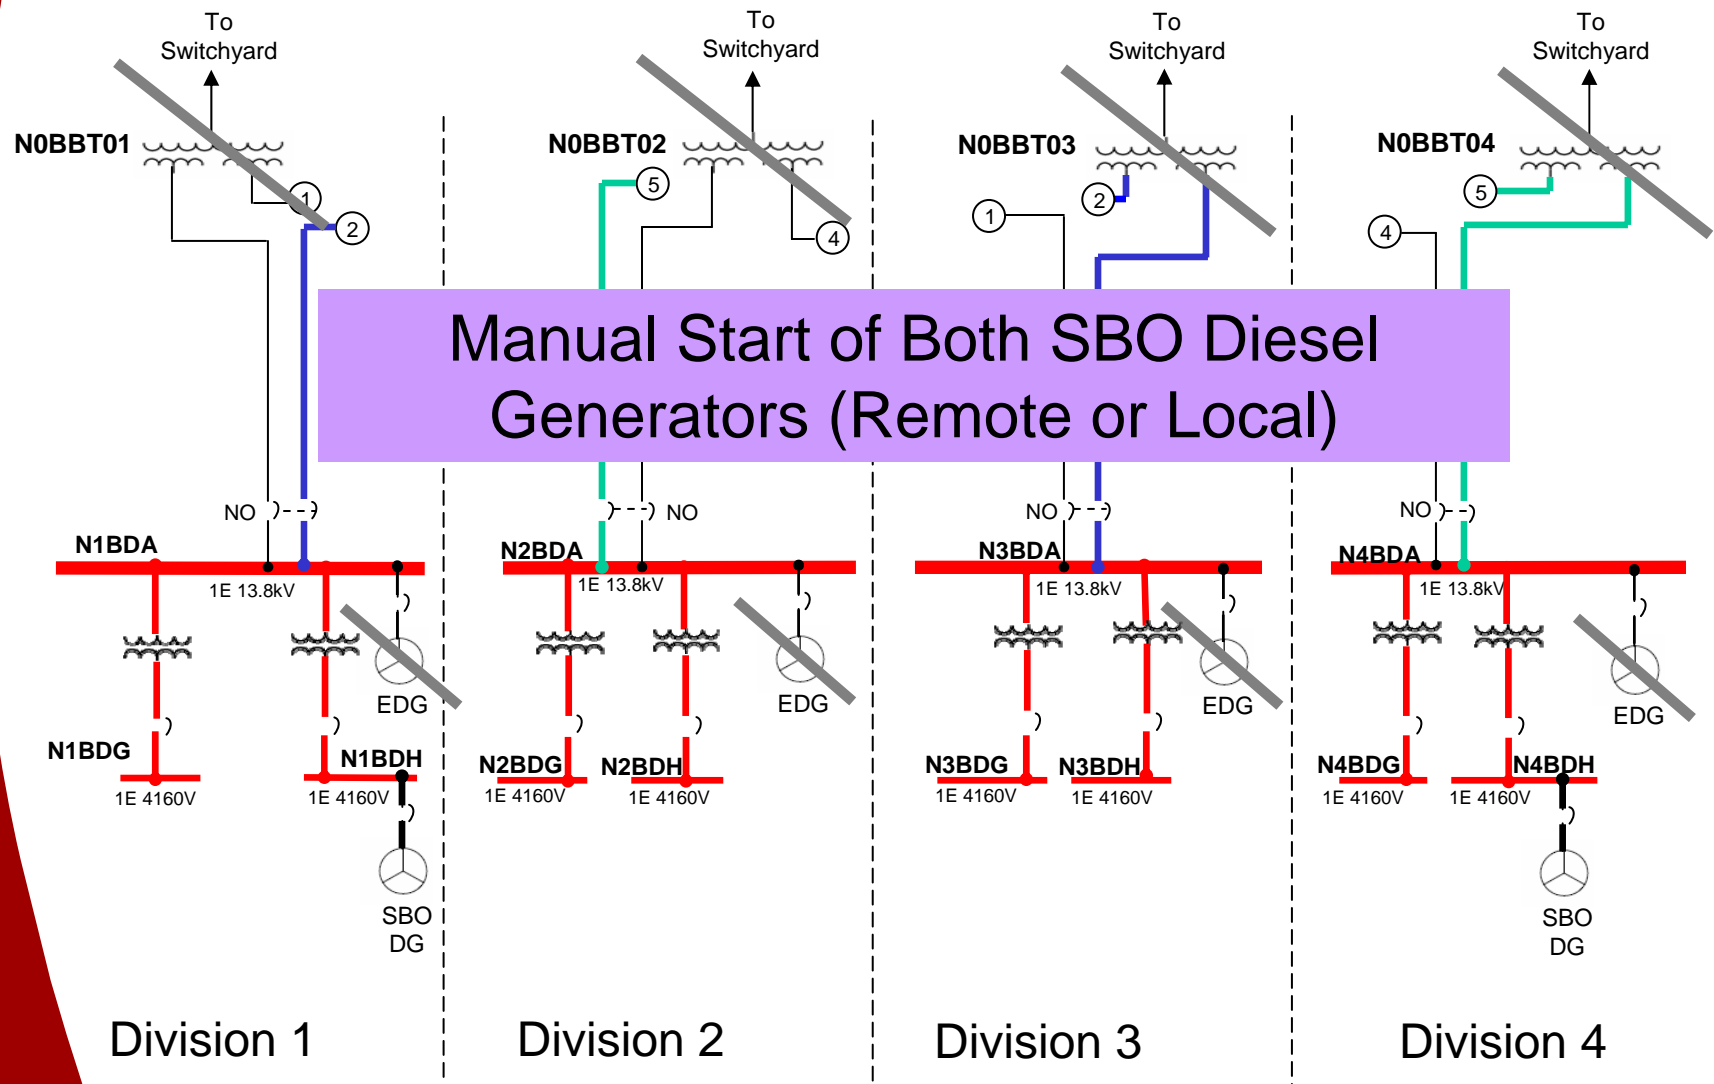 To
Switchyard
To
Switchyard
To
Switchyard
To
Switchyard
N0BBT01
N0BBT02
N0BBT03
N0BBT04
1
2
5
4
1
2
5
4
Manual Start of Both SBO Diesel
Generators (Remote or Local)
NO
NO
NO
NO
N1BDA
N2BDA
N3BDA
N4BDA
1E 13.8kV
1E 13.8kV
1E 13.8kV
1E 13.8kV
EDG
EDG
EDG
EDG
N1BDG
N1BDH
N2BDG
N2BDH
N3BDG
N3BDH
N4BDG
N4BDH
1E 4160V
1E 4160V
1E 4160V
1E 4160V
1E 4160V
1E 4160V
1E 4160V
1E 4160V
SBO
DG
SBO
DG
Division 1
Division 2
Division 3
Division 4